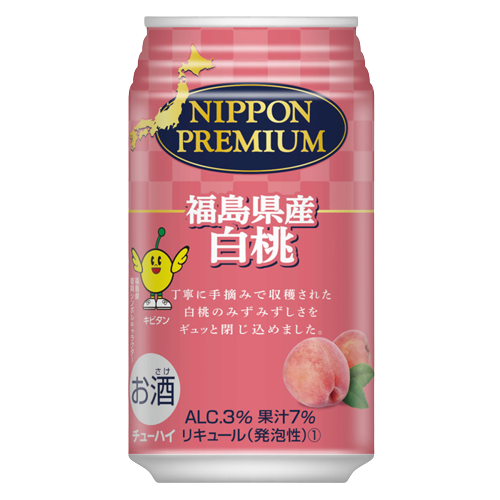 NIPPON
PREMIUM
福島県産
白桃
キビタン
丁寧に手摘みで収穫された
白桃のみずみずしさを
ギュッと閉じ込めました。
さけ
お酒
チューハイ
ALC.3% 果汁7%
リキュール(発泡性)①